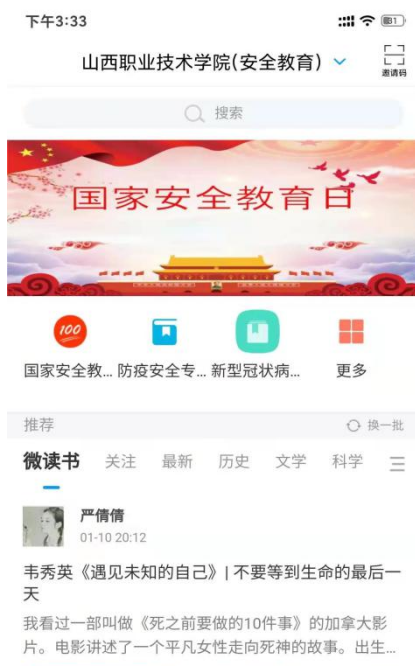 下午3:33
81
山西职业技术学院(安全教育)
邀请码
搜索
国家安全教育日
100
国家安全教... 防疫安全专... 新型冠状病... 更多
推荐 换一批
微读书 关注 最新 历史 文学 科学
严倩倩
01-10 20:12
韦秀英《遇见未知的自己》| 不要等到生命的最后一
天
我看过一部叫做《死之前要做的10件事》的加拿大影
片。电影讲述了一个平凡女性走向死神的故事。出生...